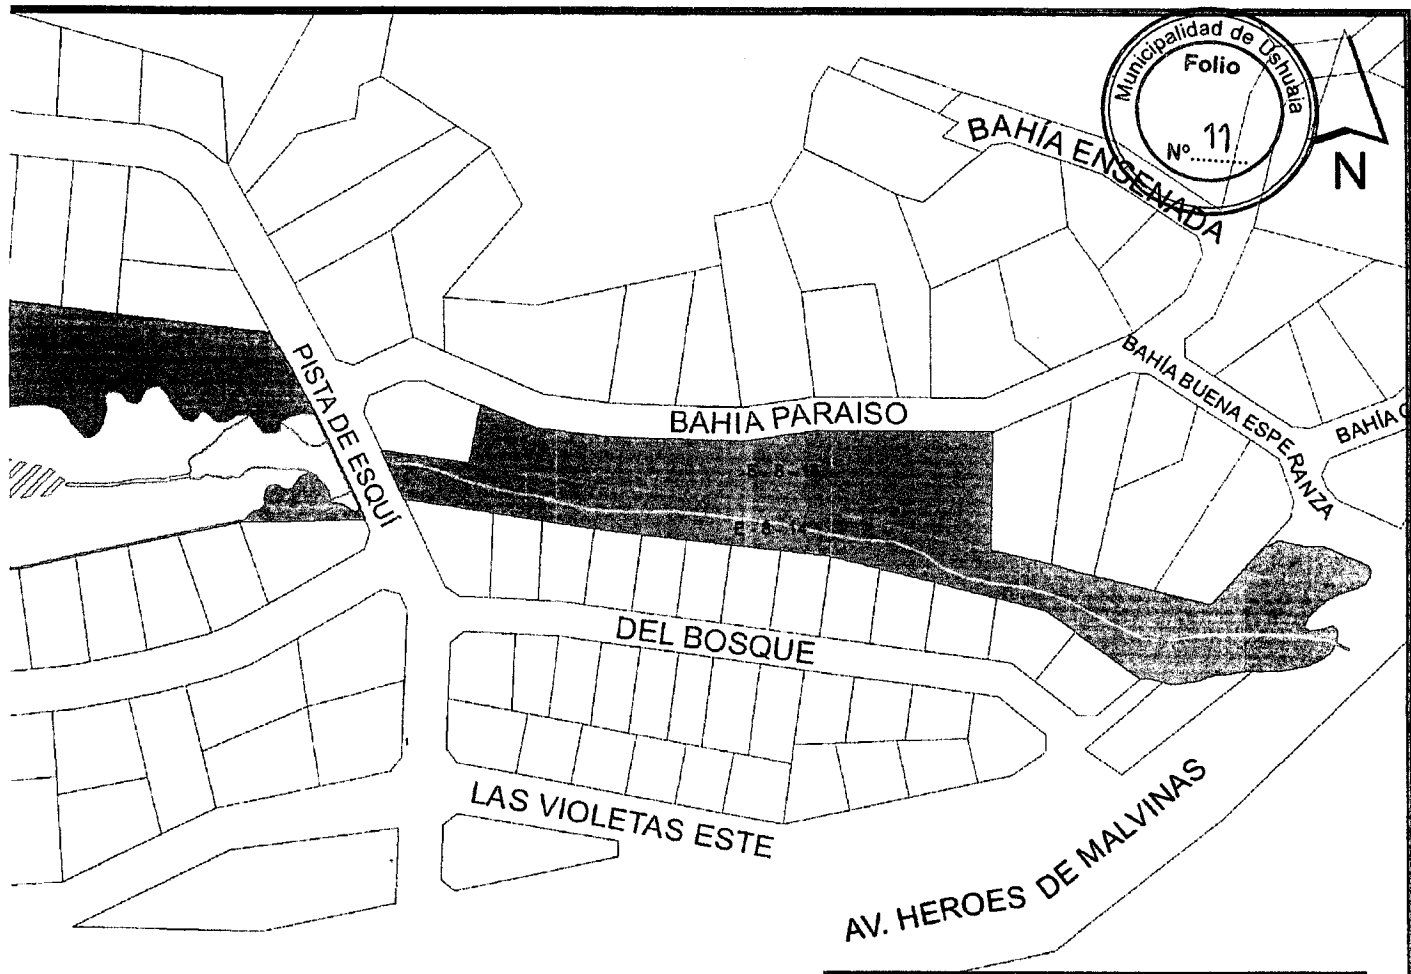 Municipalidad de Ushuaia
Folio
Nº 11
N
BAHÍA ENSENADA
PISTA DE ESQUÍ
BAHÍA BUENA ESPERANZA
BAHÍA
BAHIA PARAISO
DEL BOSQUE
LAS VIOLETAS ESTE
AV. HEROES DE MALVINAS